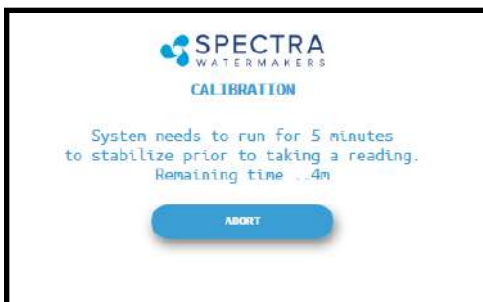 SPECTRA
WATERMAKERS
CALIBRATION
System needs to run for 5 minutes
to stabilize prior to taking a reading.
Remaining time ..4m
ABORT